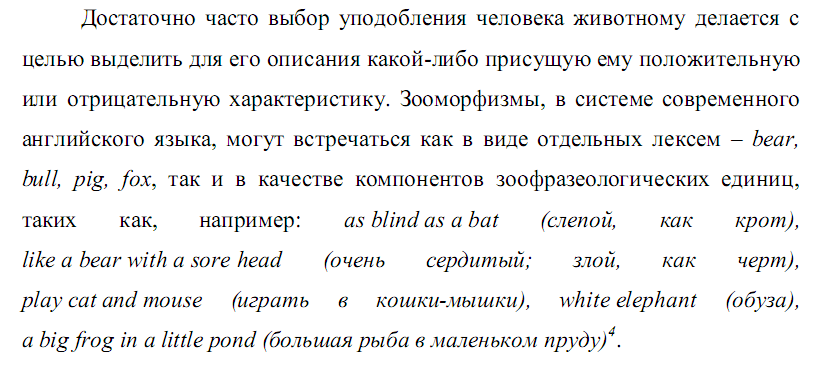 Достаточно часто выбор уподобления человека животному делается с
целью выделить для его описания какой-либо присущую ему положительную
или отрицательную характеристику. Зооморфизмы, в системе современного
английского языка, могут встречаться как в виде отдельных лексем – bear,
bull, pig, fox, так и в качестве компонентов зоофразеологических единиц,
таких как, например: as blind as a bat (слепой, как крот),
like a bear with a sore head (очень сердитый; злой, как черт),
play cat and mouse (играть в кошки-мышки), white elephant (обуза),
a big frog in a little pond (большая рыба в маленьком пруду)⁴.